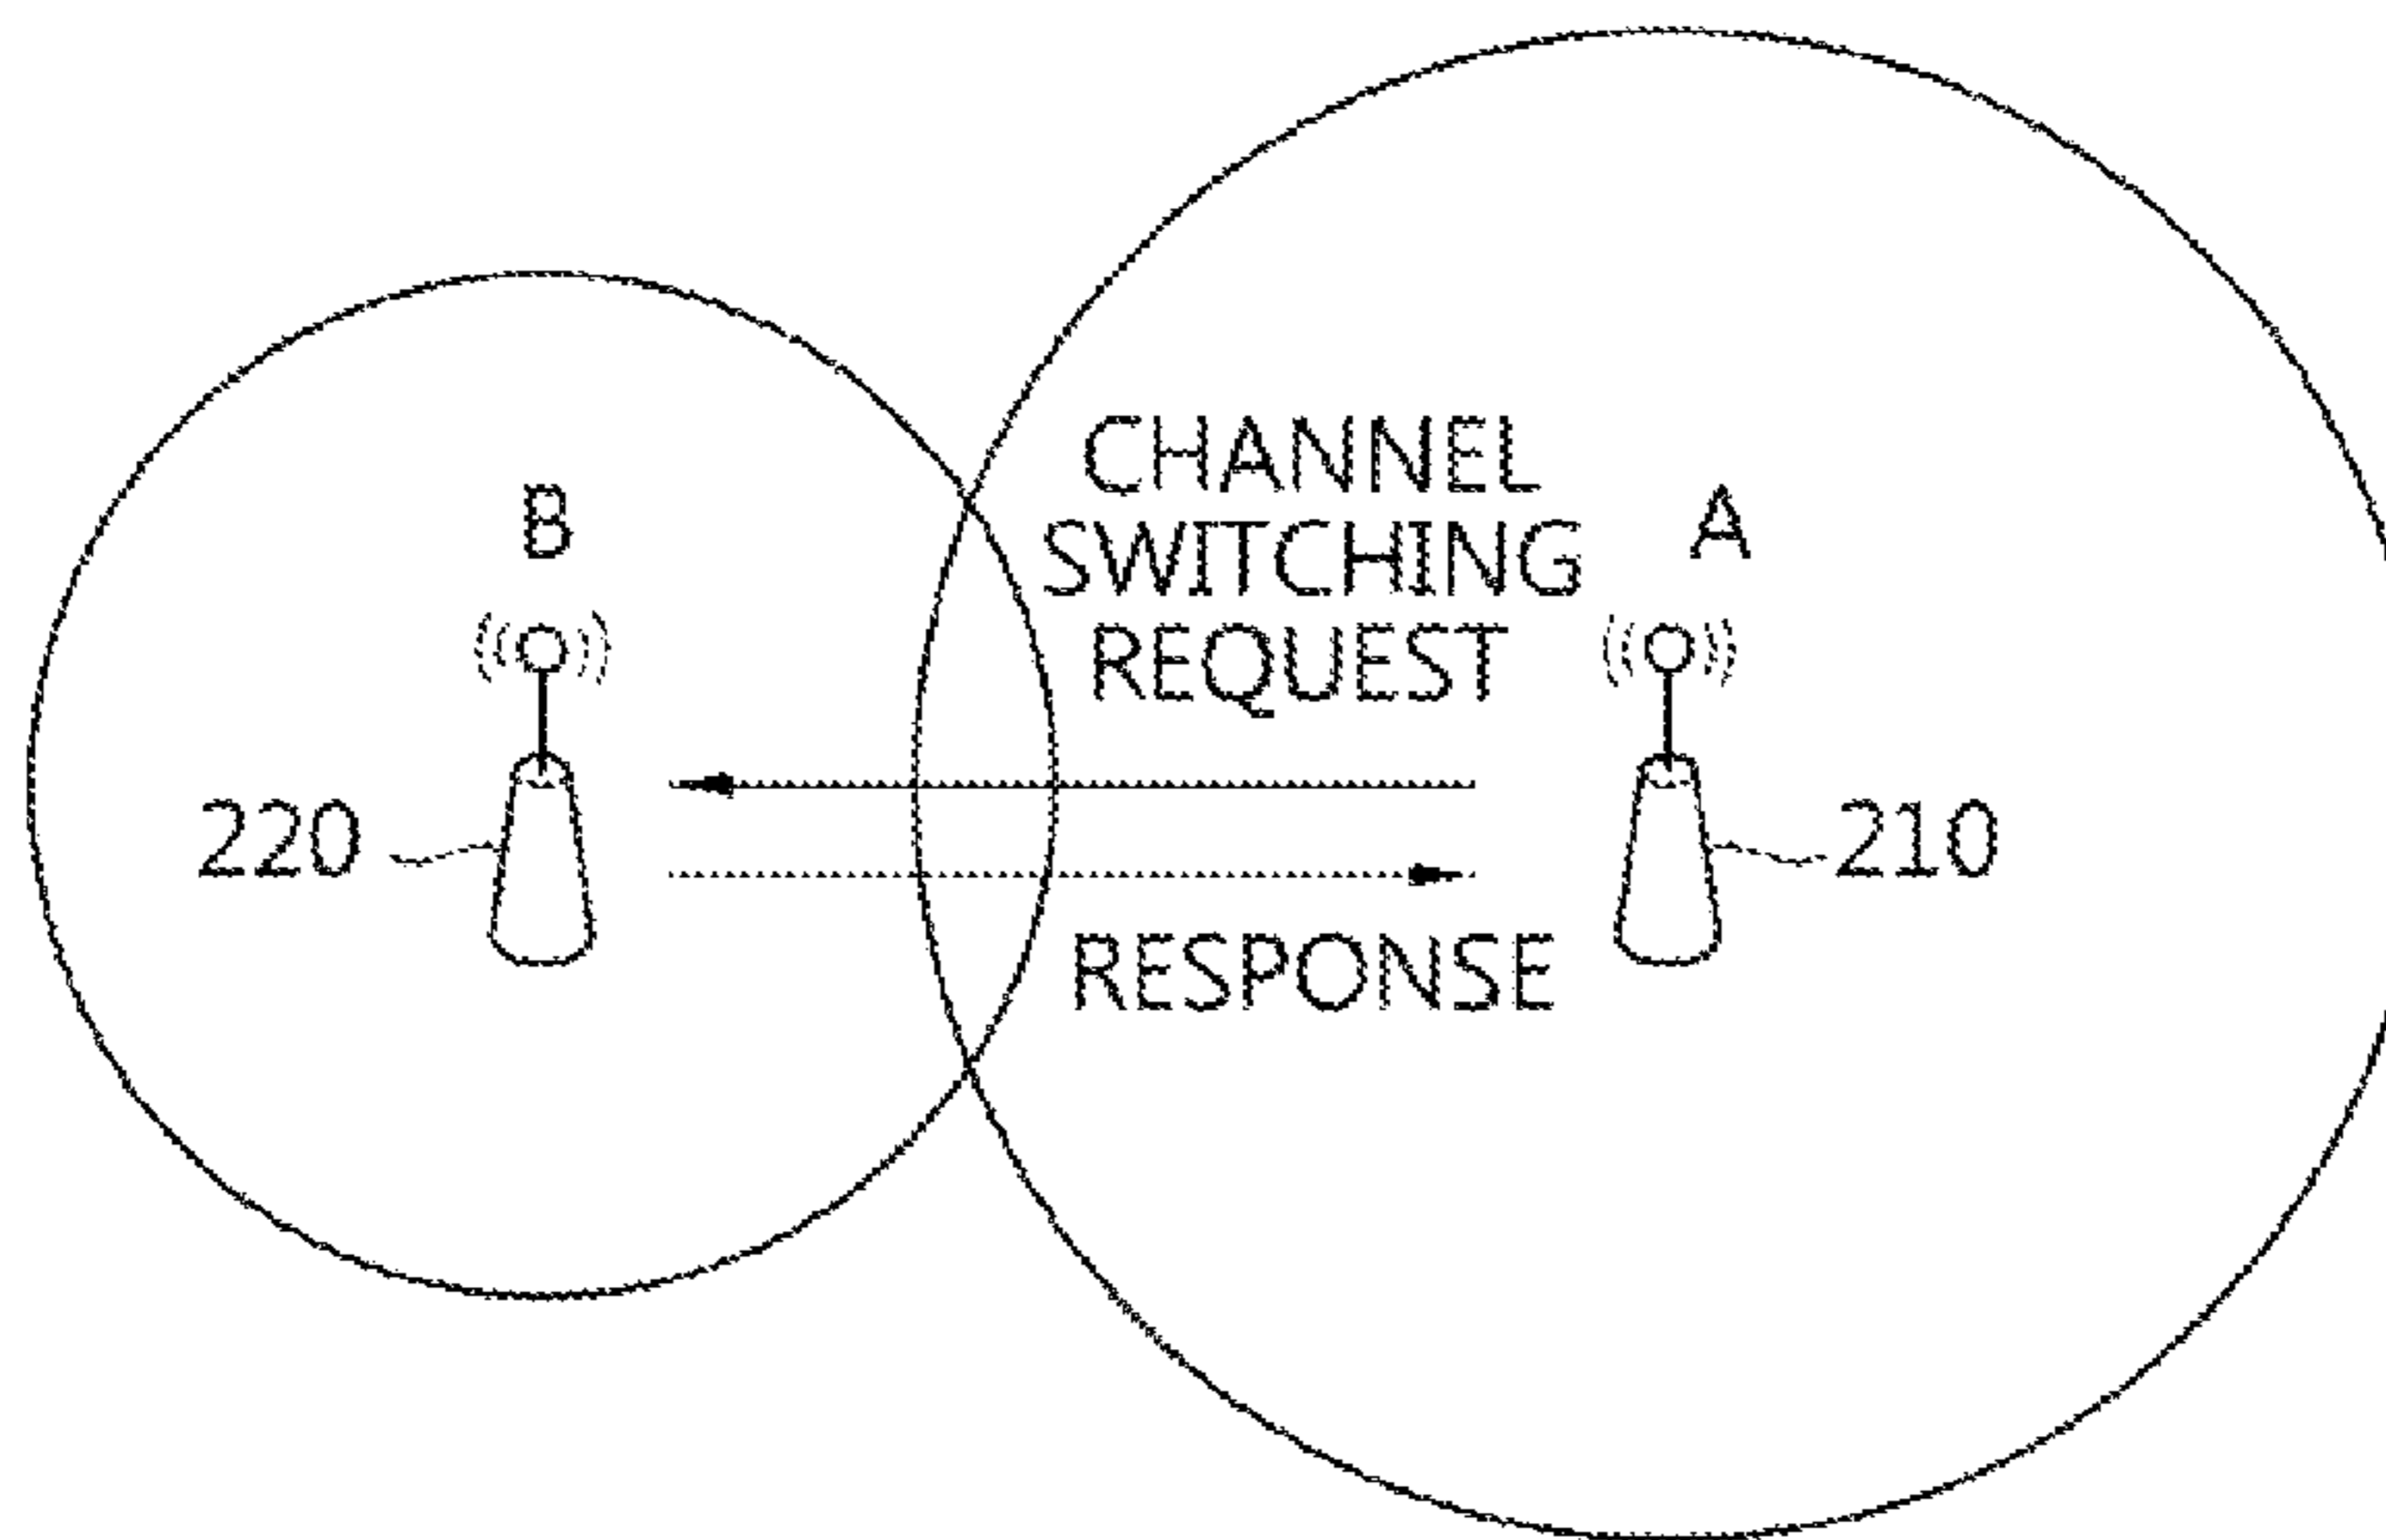 CHANNEL
SWITCHING
REQUEST
B
A
220
210
RESPONSE